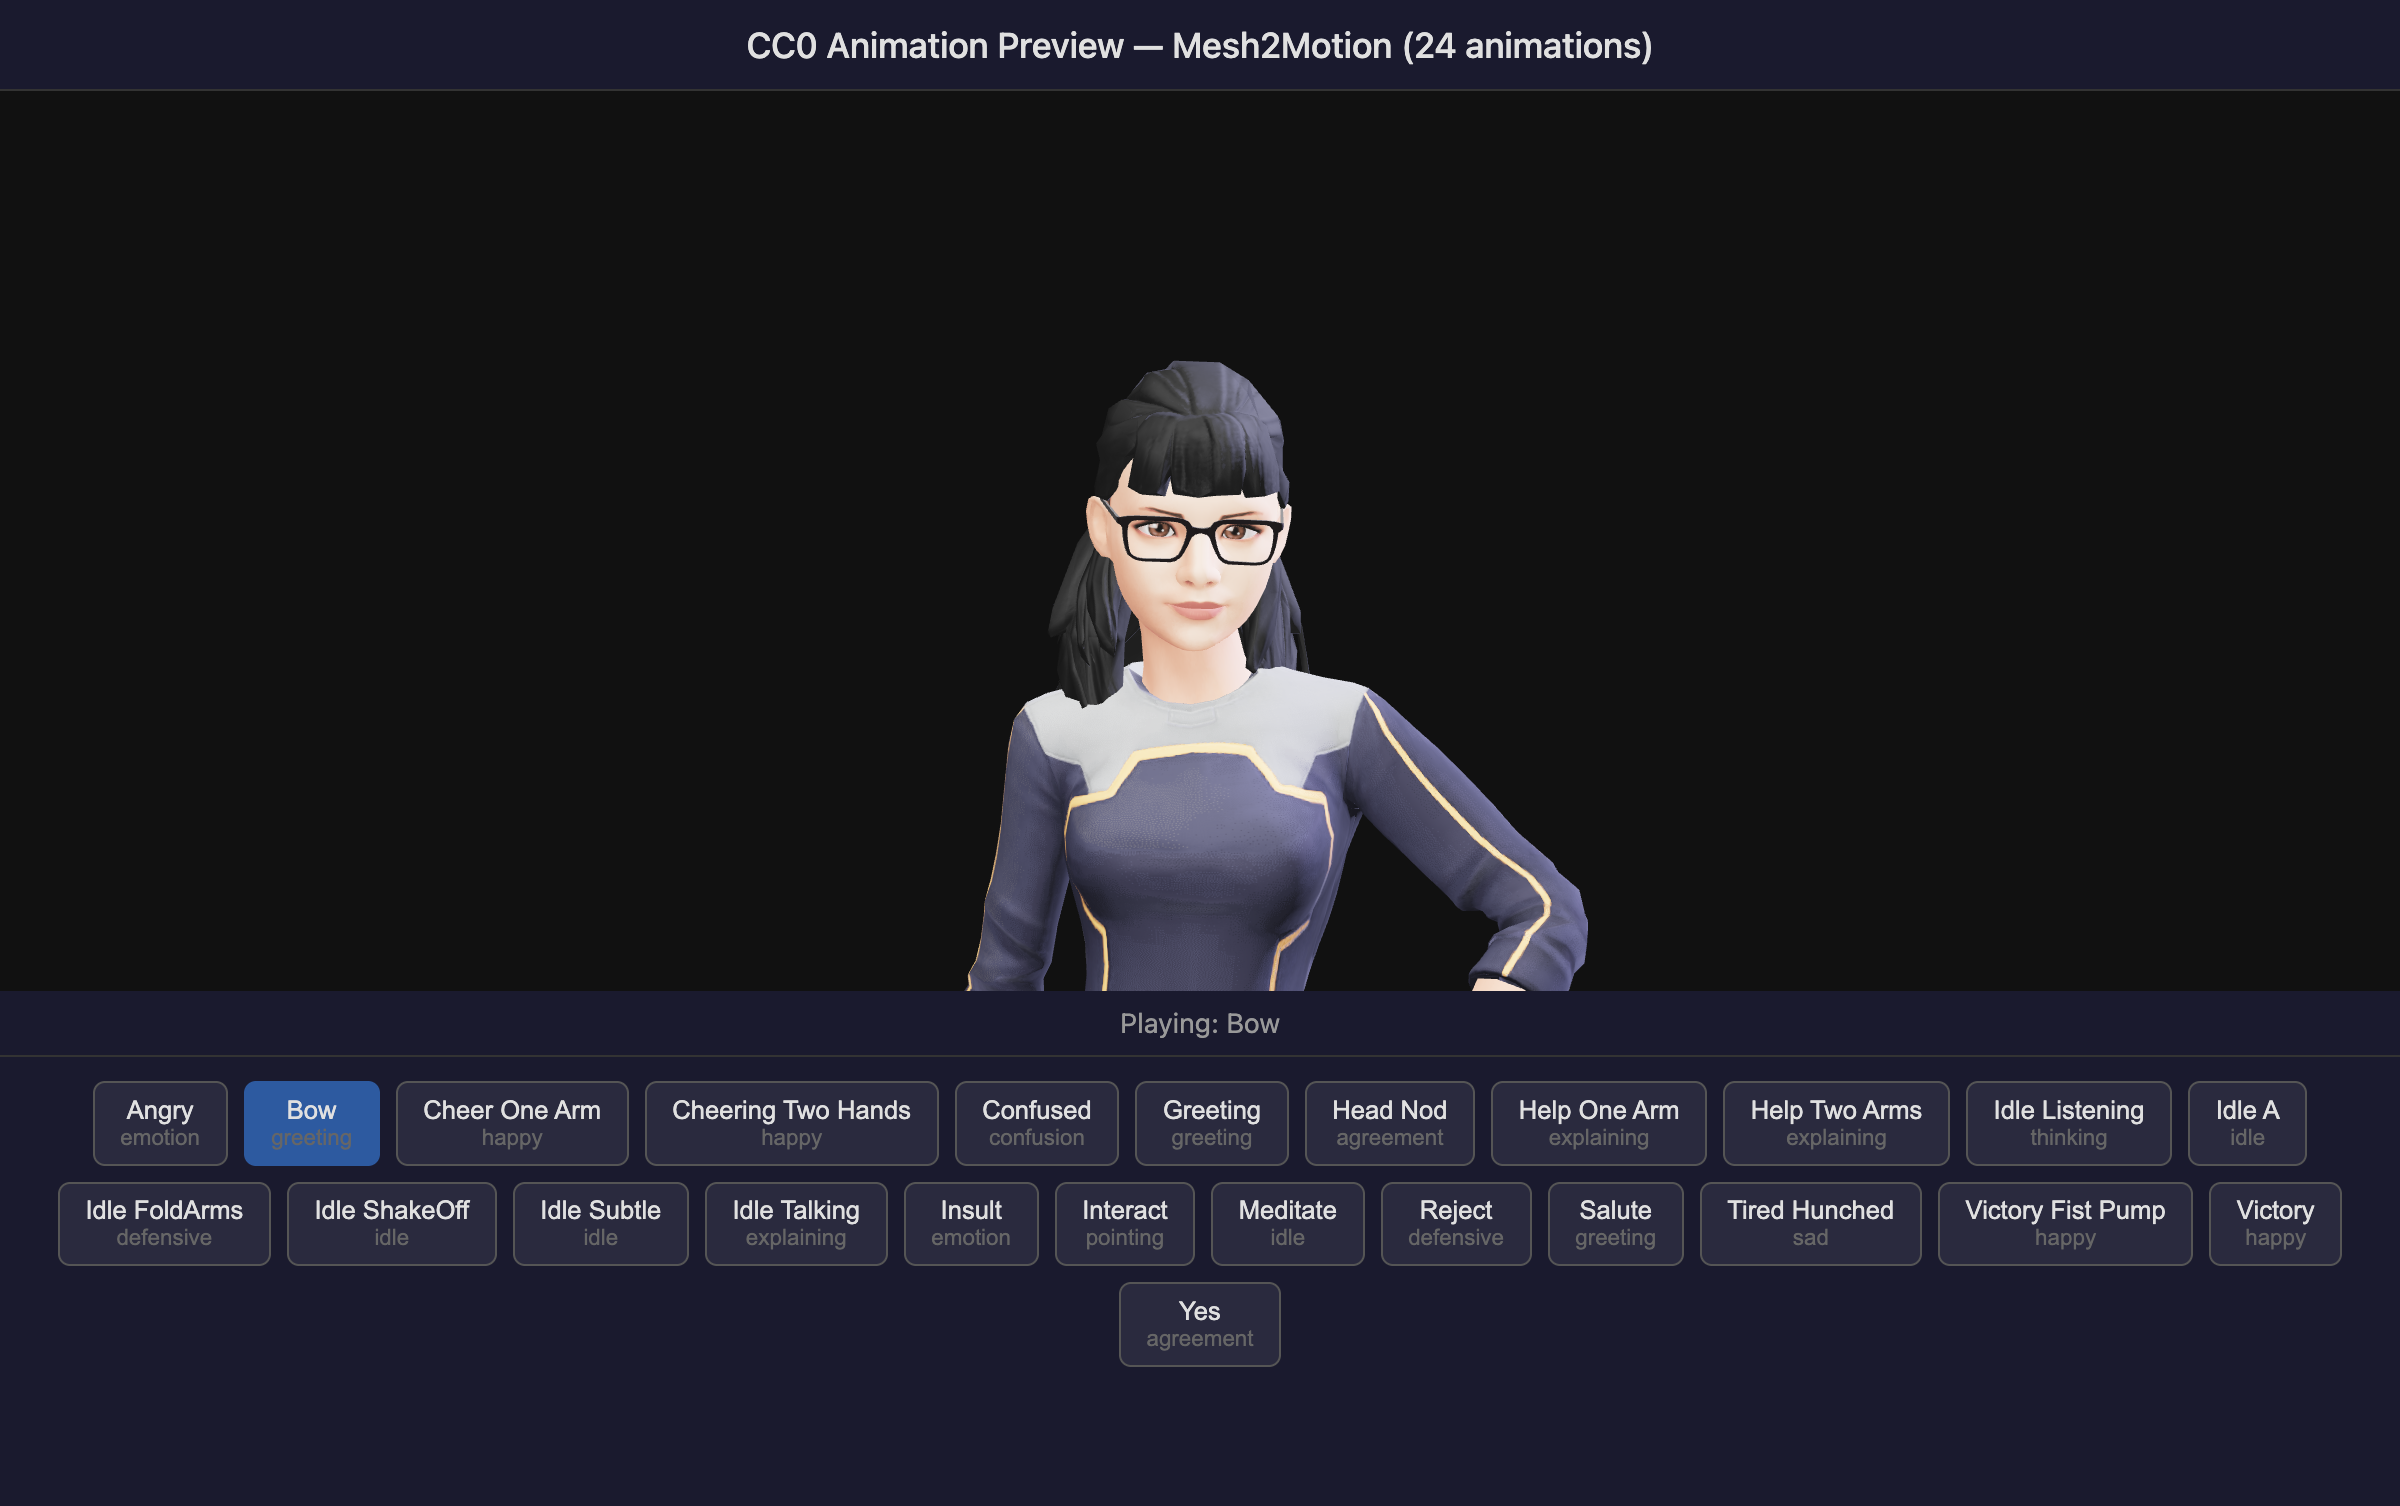 CC0 Animation Preview — Mesh2Motion (24 animations)
Playing: Bow
Angry
emotion
Bow
greeting
Cheer One Arm
happy
Cheering Two Hands
happy
Confused
confusion
Greeting
greeting
Head Nod
agreement
Help One Arm
explaining
Help Two Arms
explaining
Idle Listening
thinking
Idle A
idle
Idle FoldArms
defensive
Idle ShakeOff
idle
Idle Subtle
idle
Idle Talking
explaining
Insult
emotion
Interact
pointing
Meditate
idle
Reject
defensive
Salute
greeting
Tired Hunched
sad
Victory Fist Pump
happy
Victory
happy
Yes
agreement